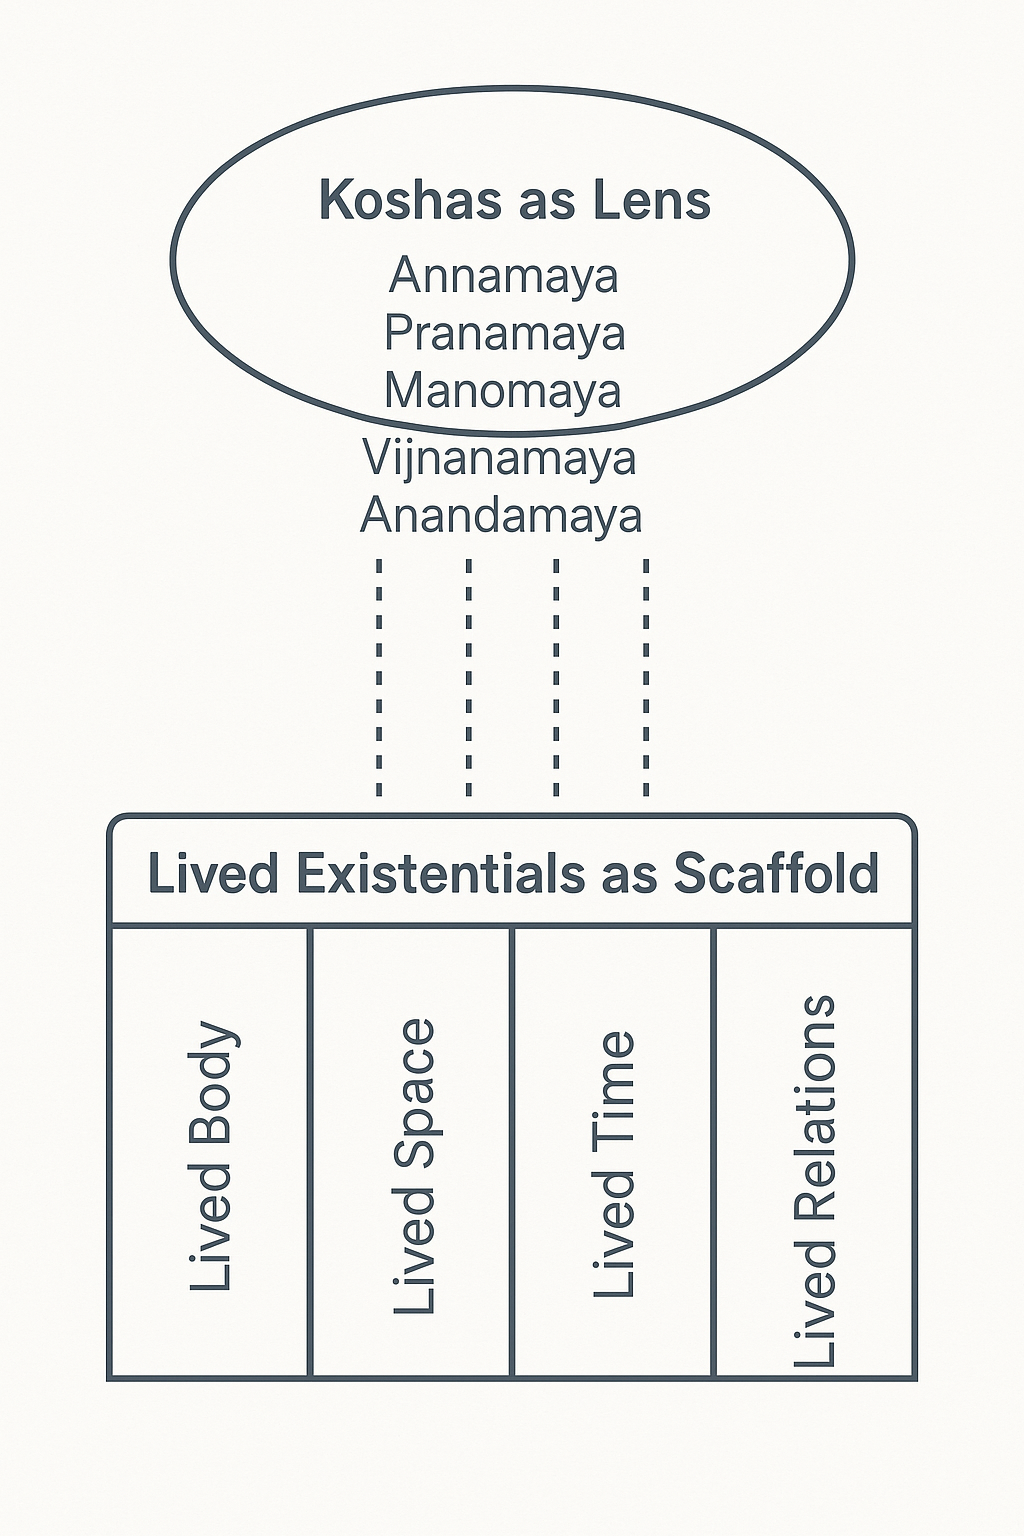 Koshas as Lens
Annamaya
Pranamaya
Manomaya
Vijnanamaya
Anandamaya
Lived Existentials as Scaffold
Lived Body
Lived Space
Lived Time
Lived Relations